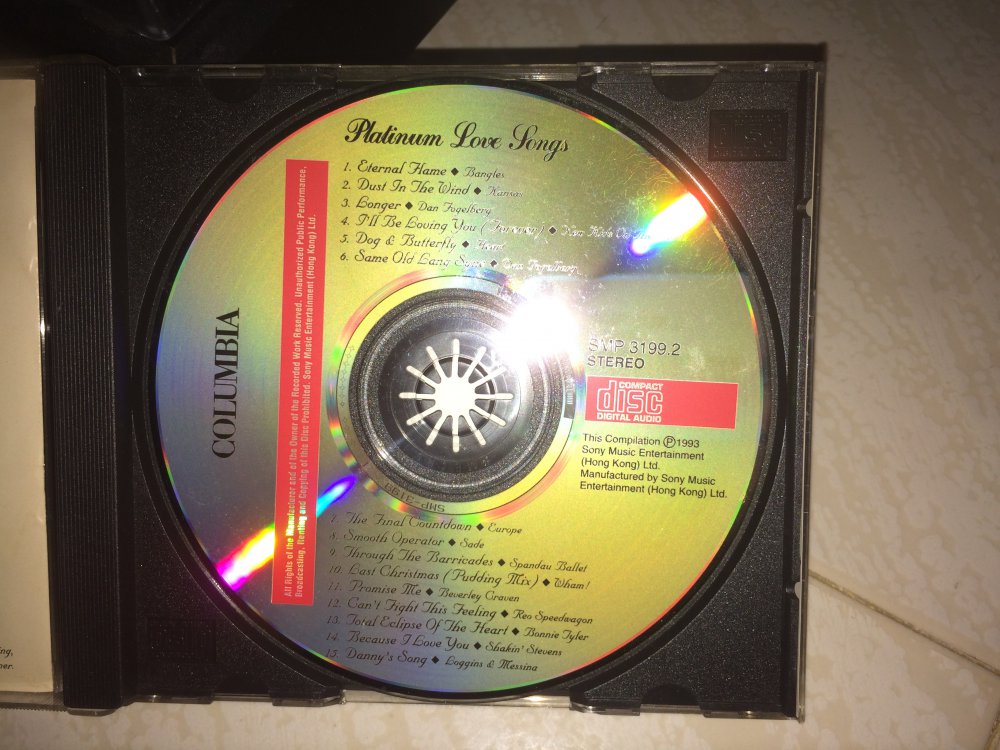 Platinum Love Songs
1. Eternal Flame ◆ Bangles
2. Dust In The Wind ◆ Kansas
3. Longer ◆ Dan Fogelberg
4. I'll Be Loving You (Forever) ◆ New Kids On
5. Dog & Butterfly ◆ Heart
6. Same Old Lang Syne ◆ Dan Fogelberg
COLUMBIA
All Rights of the Manufacturer and of the Owner of the Recorded Work Reserved. Unauthorized Public Performance,
Broadcasting, Renting and Copying of this Disc Prohibited. Sony Music Entertainment (Hong Kong) Ltd.
SMP 3199.2
STEREO
COMPACT
disc
DIGITAL AUDIO
This Compilation Ⓟ1993
Sony Music Entertainment
(Hong Kong) Ltd.
Manufactured by Sony Music
Entertainment (Hong Kong) Ltd.
SMP-3199
7. The Final Countdown ◆ Europe
8. Smooth Operator ◆ Sade
9. Through The Barricades ◆ Spandau Ballet
10. Last Christmas (Pudding Mix) ◆ Wham!
11. Promise Me ◆ Beverley Craven
12. Can't Fight This Feeling ◆ Reo Speedwagon
13. Total Eclipse Of The Heart ◆ Bonnie Tyler
14. Because I Love You ◆ Shakin' Stevens
15. Danny's Song ◆ Loggins & Messina